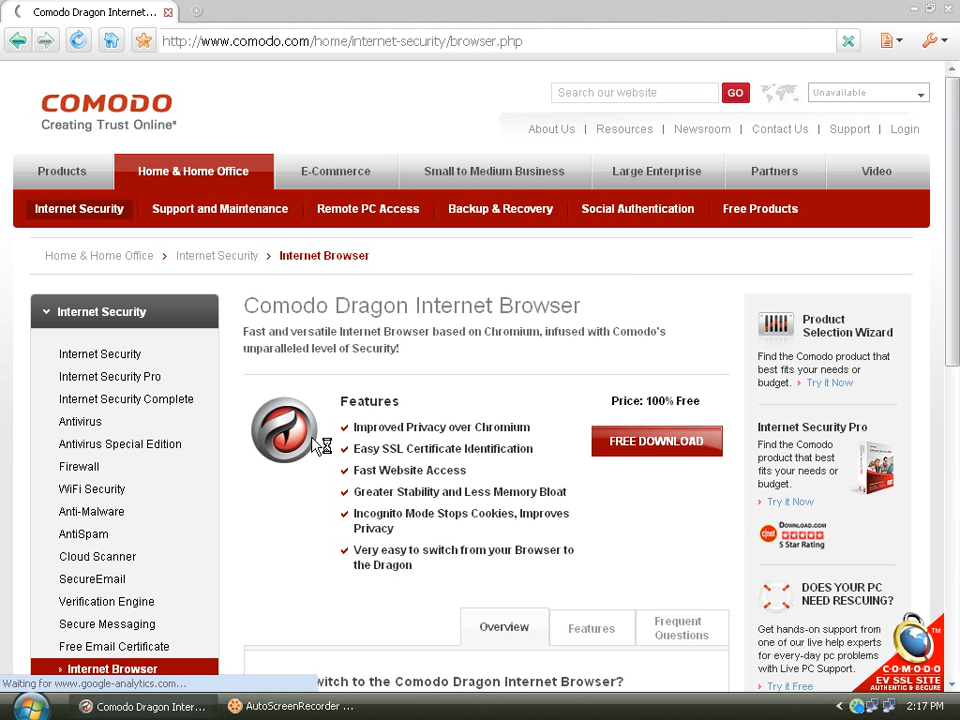 Comodo Dragon Internet...
http://www.comodo.com/home/internet-security/browser.php
COMODO
Creating Trust Online®
Search our website
GO
Unavailable
About Us | Resources | Newsroom | Contact Us | Support | Login
Products
Home & Home Office
E-Commerce
Small to Medium Business
Large Enterprise
Partners
Video
Internet Security
Support and Maintenance
Remote PC Access
Backup & Recovery
Social Authentication
Free Products
Home & Home Office > Internet Security > Internet Browser
Internet Security
Internet Security
Internet Security Pro
Internet Security Complete
Antivirus
Antivirus Special Edition
Firewall
WiFi Security
Anti-Malware
AntiSpam
Cloud Scanner
SecureEmail
Verification Engine
Secure Messaging
Free Email Certificate
Internet Browser
Comodo Dragon Internet Browser
Fast and versatile Internet Browser based on Chromium, infused with Comodo's
unparalleled level of Security!
Features
Improved Privacy over Chromium
Easy SSL Certificate Identification
Fast Website Access
Greater Stability and Less Memory Bloat
Incognito Mode Stops Cookies, Improves
Privacy
Very easy to switch from your Browser to
the Dragon
Price: 100% Free
FREE DOWNLOAD
Overview
Features
Frequent
Questions
witch to the Comodo Dragon Internet Browser?
Product
Selection Wizard
Find the Comodo product that
best fits your needs or
budget. Try it Now
Internet Security Pro
Find the Comodo
product that best
fits your needs or
budget.
Try it Now
c|net
DOWNLOAD.COM
5 Star Rating
DOES YOUR PC
NEED RESCUING?
Get hands-on support from
one of our live help experts
for every-day pc problems
with Live PC Support.
Try it Free
TM
C·O·M·O·D·O
EV SSL SITE
AUTHENTIC & SECURE
Waiting for www.google-analytics.com...
Comodo Dragon Inter...
AutoScreenRecorder ...
2:17 PM